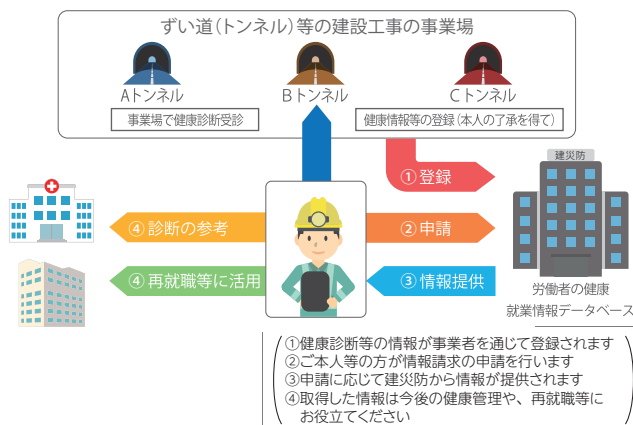 ずい道(トンネル)等の建設工事の事業場
Aトンネル
Bトンネル
Cトンネル
事業場で健康診断受診
健康情報等の登録(本人の了承を得て)
①登録
建災防
④診断の参考
②申請
④再就職等に活用
③情報提供
労働者の健康
就業情報データベース
①健康診断等の情報が事業者を通じて登録されます
②ご本人等の方が情報請求の申請を行います
③申請に応じて建災防から情報が提供されます
④取得した情報は今後の健康管理や、再就職等に
お役立てください